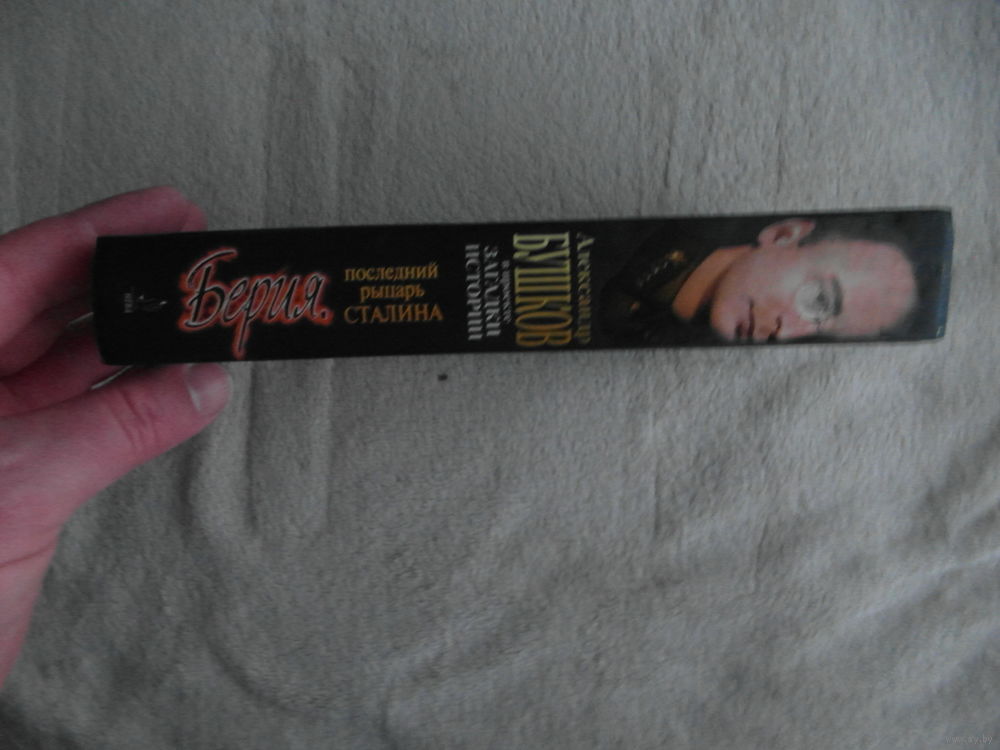 Александр
БУШКОВ
ЗАГАДКИ
ИСТОРИИ
Берия.
последний
рыцарь
СТАЛИНА